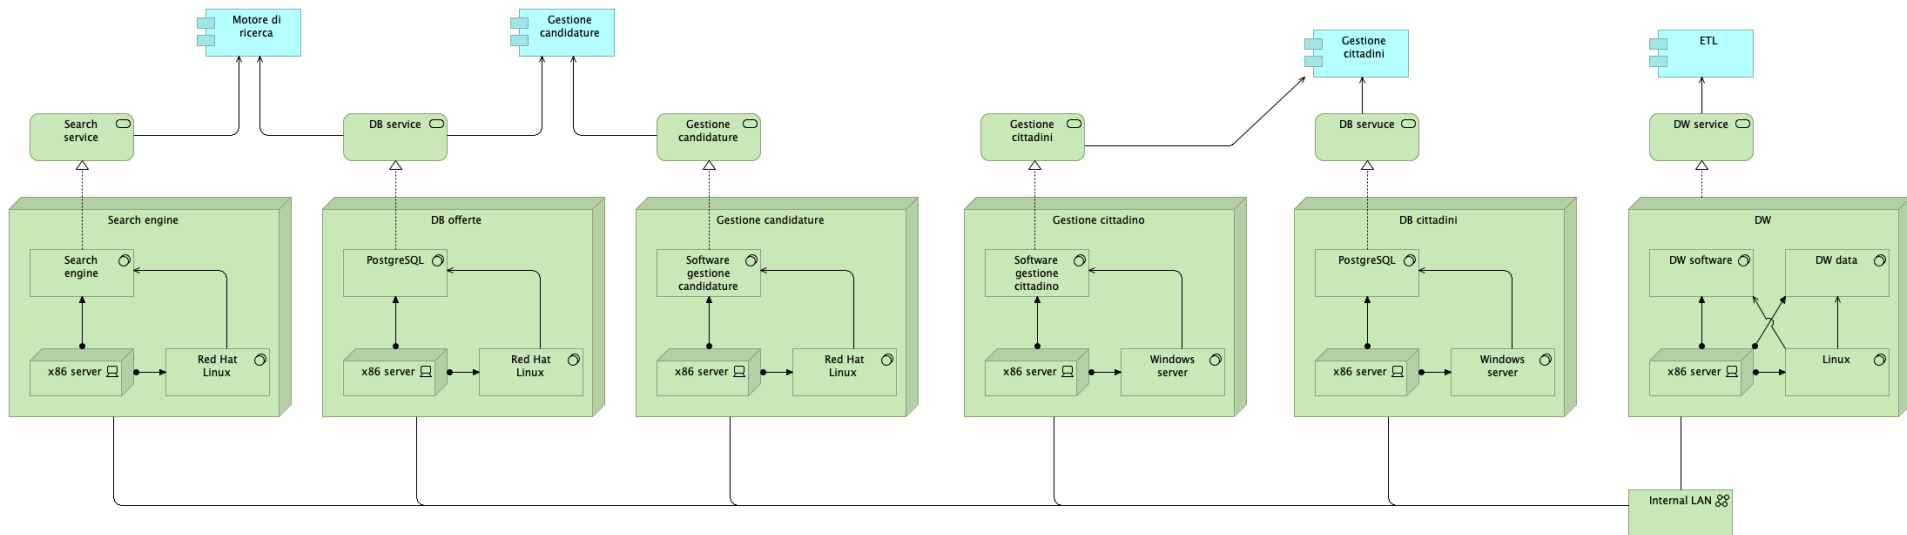 Motore di
ricerca
Gestione
candidature
Gestione
cittadini
ETL
Search
service
DB service
Gestione
candidature
Gestione
cittadini
DB servuce
DW service
Search engine
DB offerte
Gestione candidature
Gestione cittadino
DB cittadini
DW
Search
engine
PostgreSQL
Software
gestione
candidature
Software
gestione
cittadino
PostgreSQL
DW software
DW data
x86 server
Red Hat
Linux
x86 server
Red Hat
Linux
x86 server
Red Hat
Linux
x86 server
Windows
server
x86 server
Windows
server
x86 server
Linux
Internal LAN